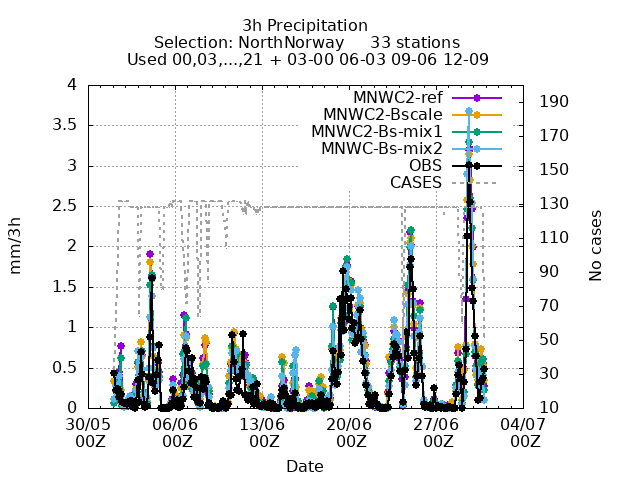 3h Precipitation
Selection: NorthNorway 33 stations
Used 00,03,...,21 + 03-00 06-03 09-06 12-09
MNWC2-ref
MNWC2-Bscale
MNWC2-Bs-mix1
MNWC-Bs-mix2
OBS
CASES
4
3.5
3
2.5
2
1.5
1
0.5
0
mm/3h
190
170
150
130
110
90
70
50
30
10
No cases
30/05 06/06 13/06 20/06 27/06 04/07
00Z 00Z 00Z 00Z 00Z 00Z
Date